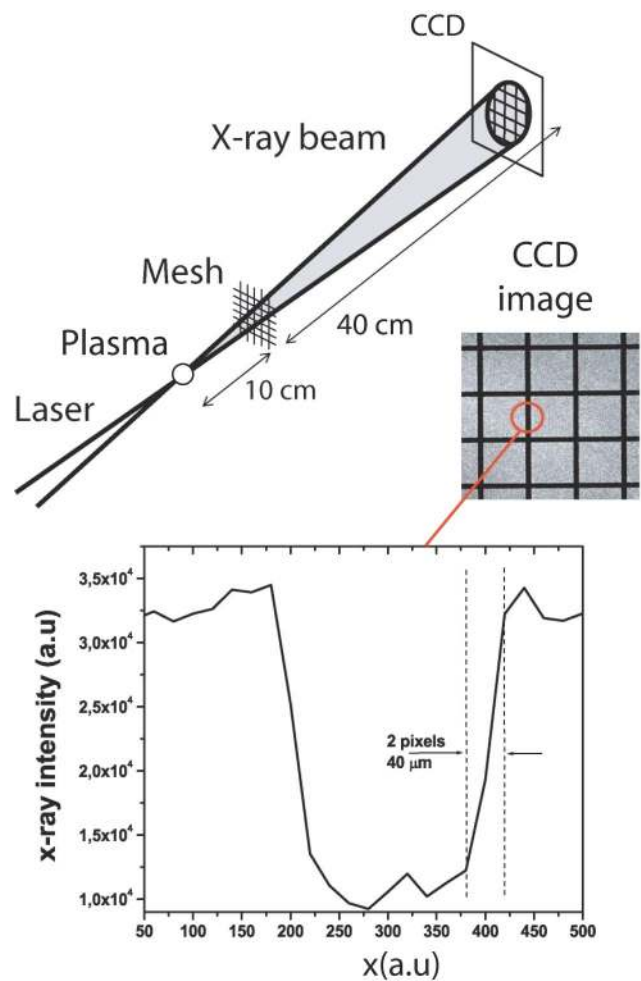 CCD
X-ray beam
Mesh
40 cm
Plasma
10 cm
Laser
CCD
image
3,5x10⁴
3,0x10⁴
2,5x10⁴
2,0x10⁴
1,5x10⁴
1,0x10⁴
x-ray intensity (a.u)
2 pixels
40 μm
50 100 150 200 250 300 350 400 450 500
x(a.u)